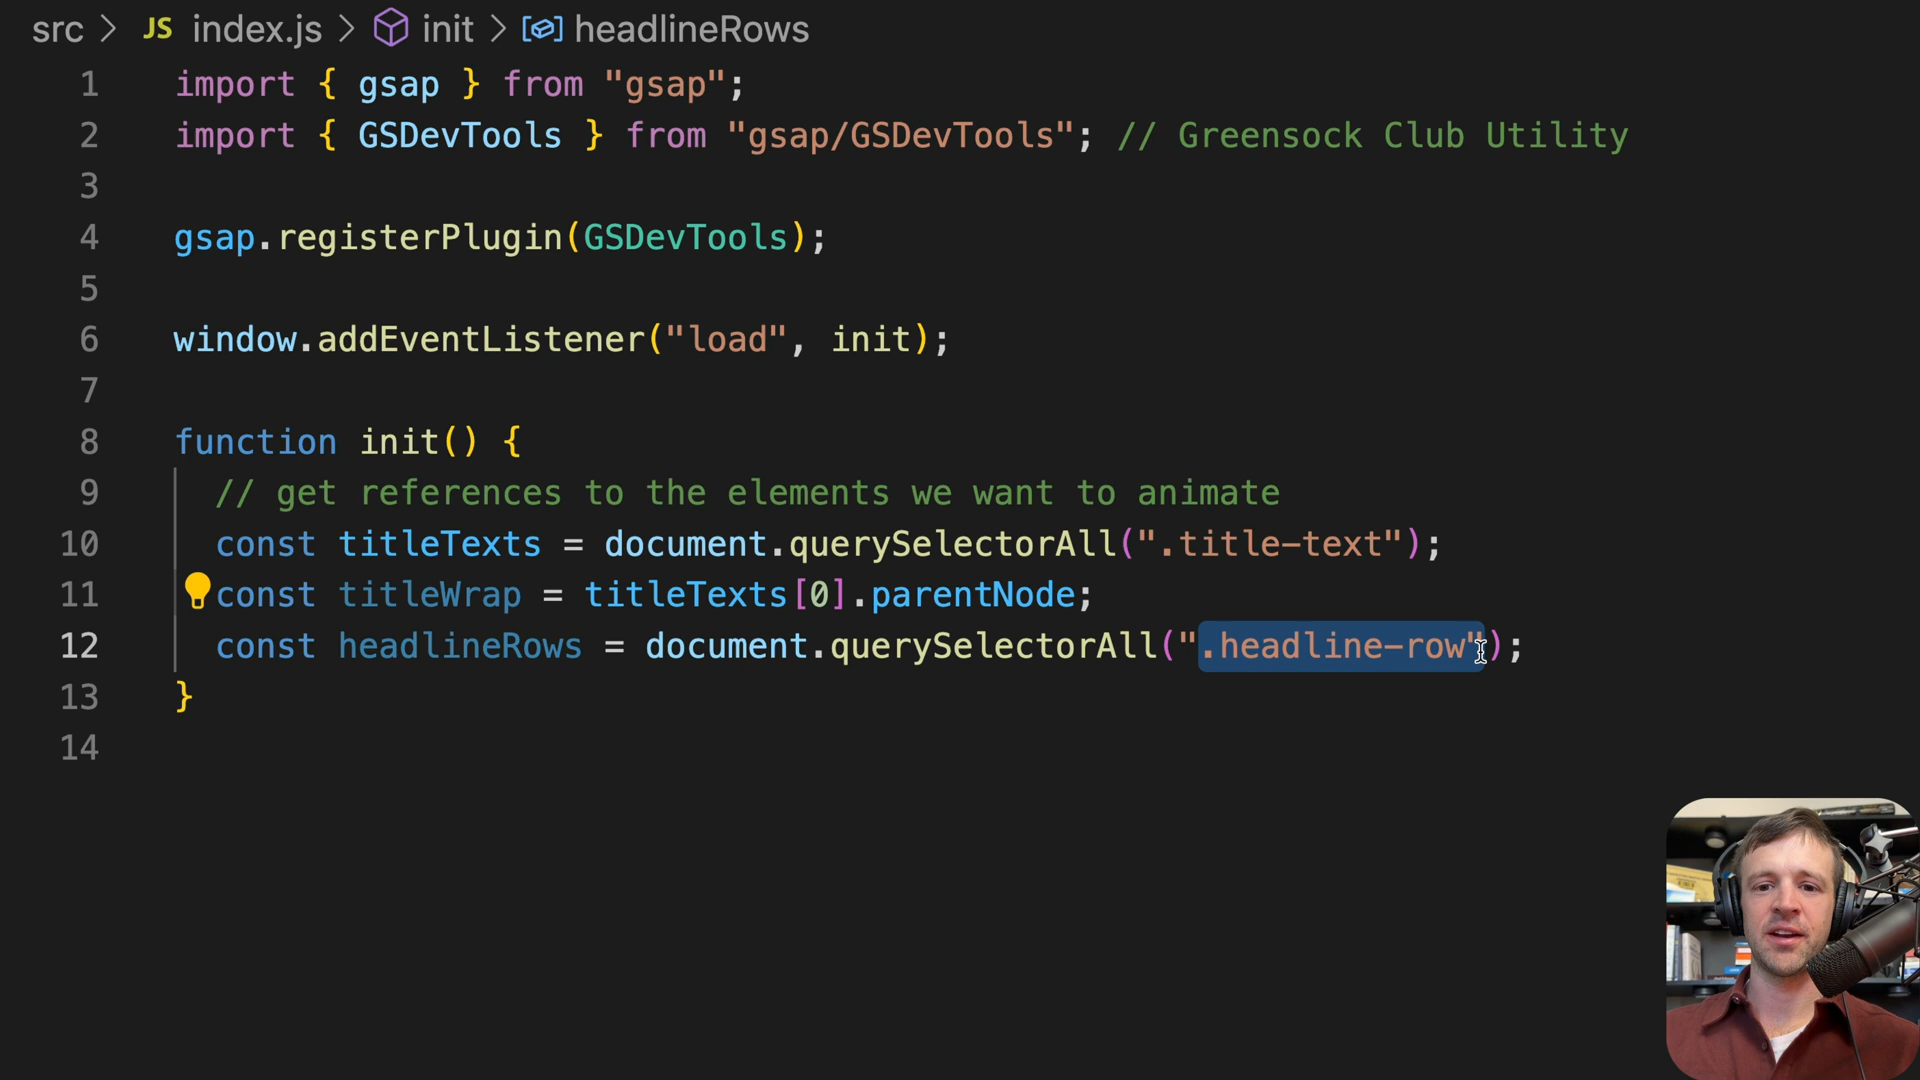 src > JS index.js > init > headlineRows
1 import { gsap } from "gsap";
2 import { GSDevTools } from "gsap/GSDevTools"; // Greensock Club Utility
3
4 gsap.registerPlugin(GSDevTools);
5
6 window.addEventListener("load", init);
7
8 function init() {
9 // get references to the elements we want to animate
10 const titleTexts = document.querySelectorAll(".title-text");
11 const titleWrap = titleTexts[0].parentNode;
12 const headlineRows = document.querySelectorAll(".headline-row");
13 }
14